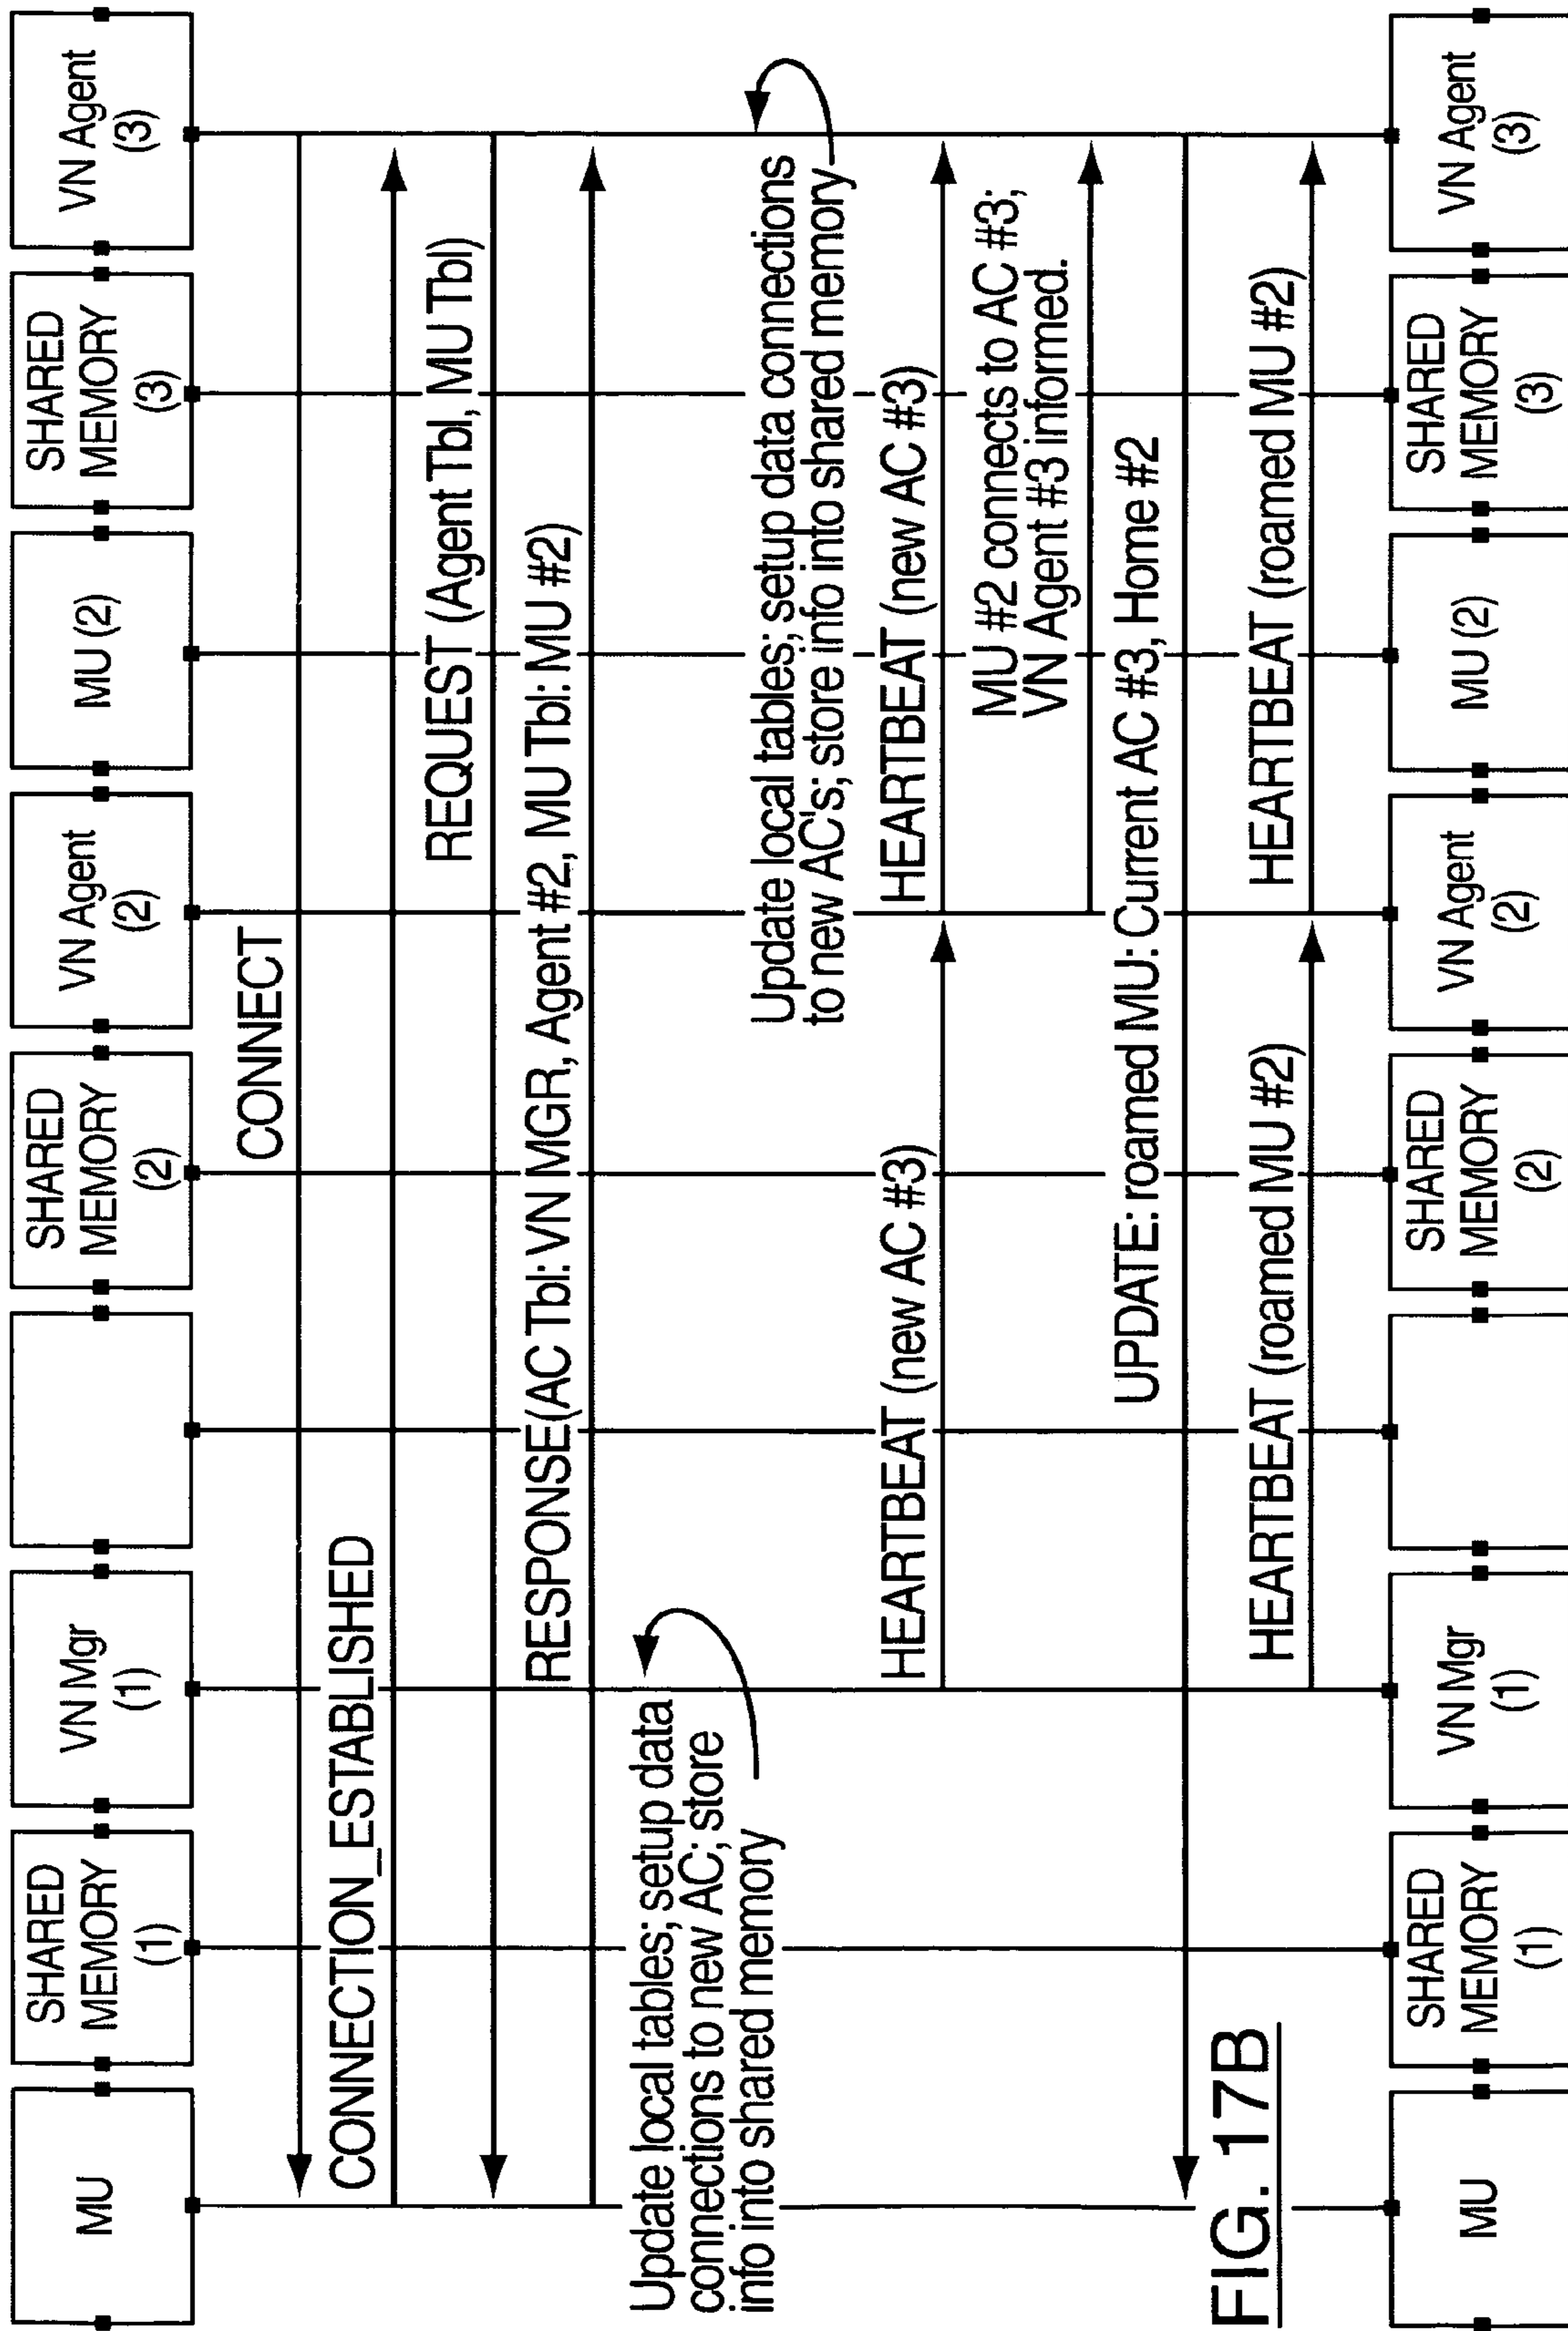 MU
SHARED
MEMORY
(1)
VN Mgr
(1)
SHARED
MEMORY
(2)
VN Agent
(2)
MU (2)
SHARED
MEMORY
(3)
VN Agent
(3)
CONNECT
CONNECTION_ESTABLISHED
REQUEST (Agent Tbl, MU Tbl)
RESPONSE(AC Tbl: VN MGR, Agent #2, MU Tbl: MU #2)
Update local tables; setup data
connections to new AC; store
info into shared memory
Update local tables; setup data connections
to new AC's; store info into shared memory
HEARTBEAT (new AC #3)
HEARTBEAT (new AC #3)
MU #2 connects to AC #3;
VN Agent #3 informed.
UPDATE: roamed MU: Current AC #3, Home #2
HEARTBEAT (roamed MU #2)
HEARTBEAT (roamed MU #2)
FIG. 17B
MU
SHARED
MEMORY
(1)
VN Mgr
(1)
SHARED
MEMORY
(2)
VN Agent
(2)
MU (2)
SHARED
MEMORY
(3)
VN Agent
(3)